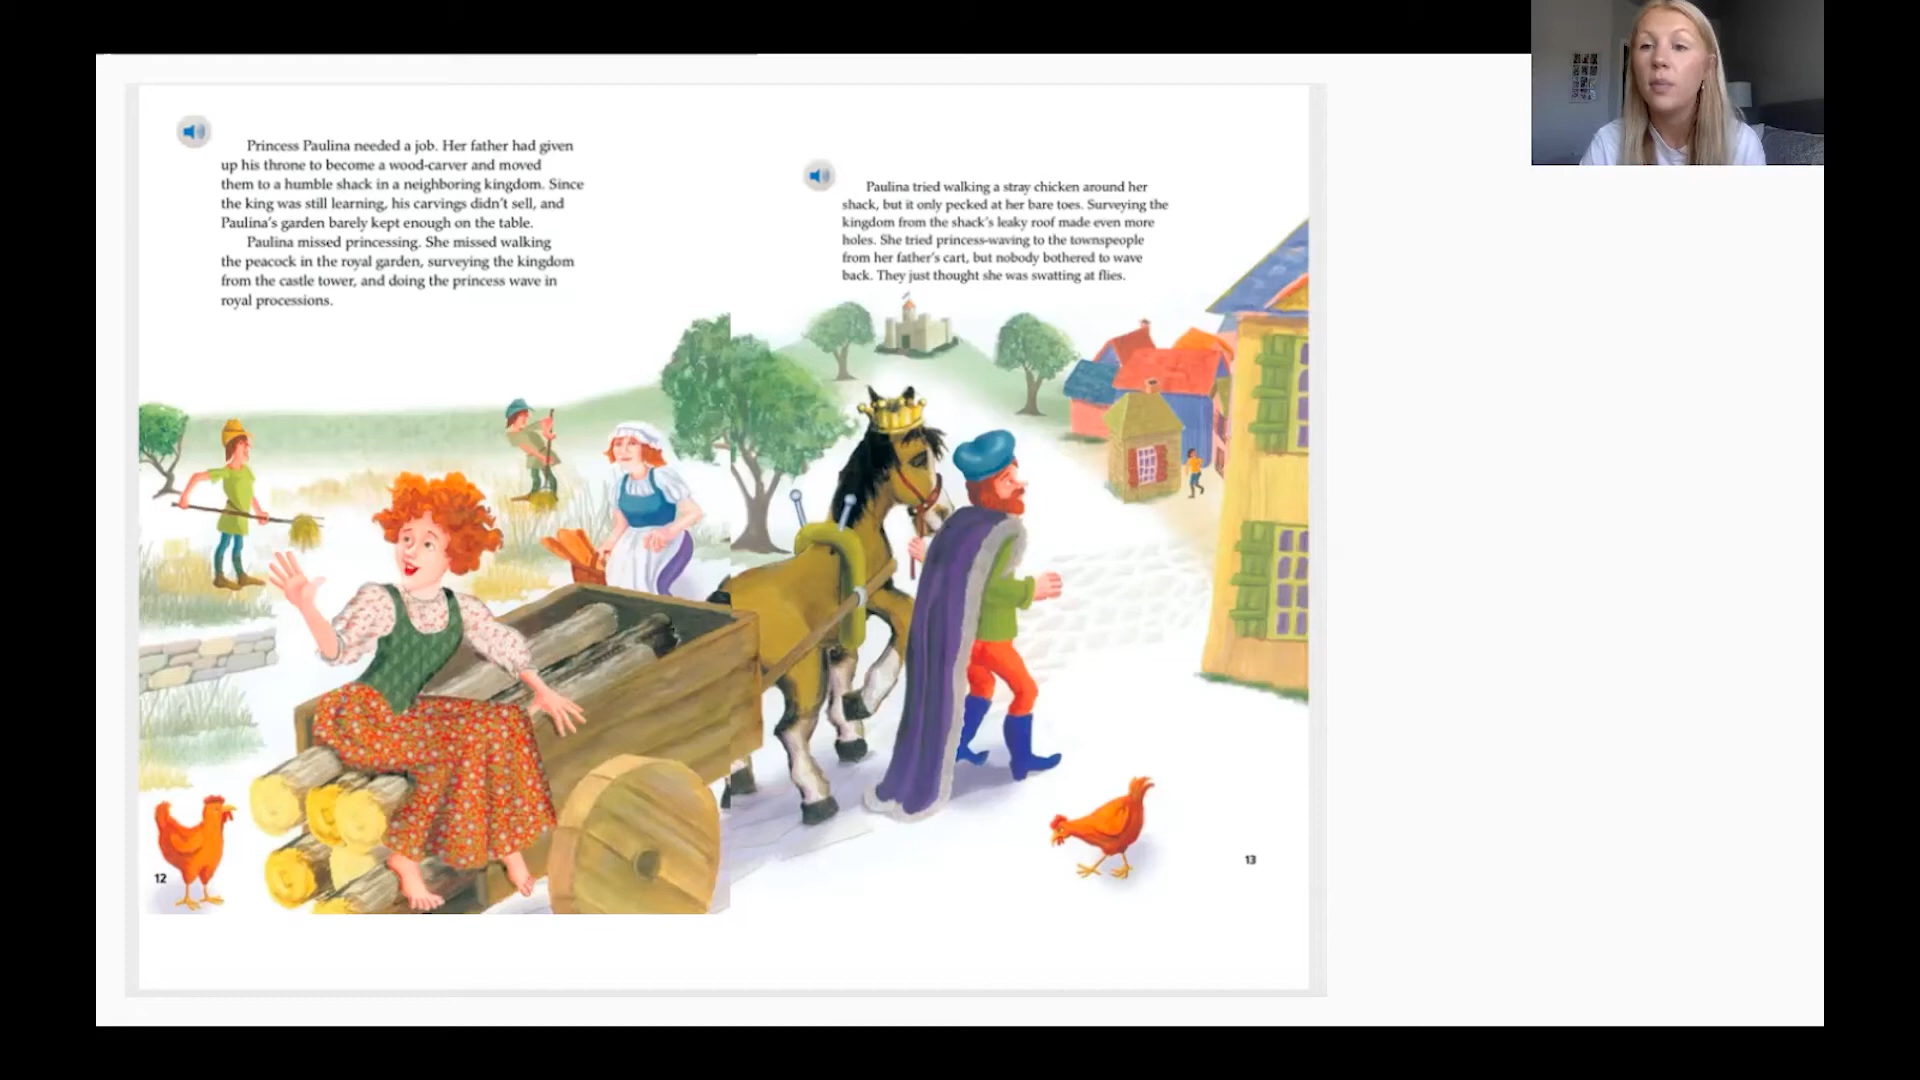 Princess Paulina needed a job. Her father had given
up his throne to become a wood-carver and moved
them to a humble shack in a neighboring kingdom. Since
the king was still learning, his carvings didn't sell, and
Paulina's garden barely kept enough on the table.
Paulina missed princessing. She missed walking
the peacock in the royal garden, surveying the kingdom
from the castle tower, and doing the princess wave in
royal processions.
12
Paulina tried walking a stray chicken around her
shack, but it only pecked at her bare toes. Surveying the
kingdom from the shack's leaky roof made even more
holes. She tried princess-waving to the townspeople
from her father's cart, but nobody bothered to wave
back. They just thought she was swatting at flies.
13